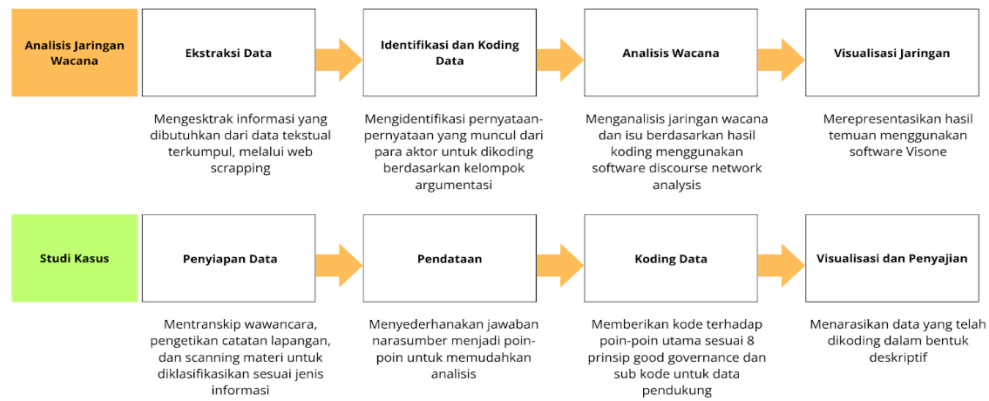 Analisis Jaringan
Wacana
Ekstraksi Data
Identifikasi dan Koding
Data
Analisis Wacana
Visualisasi Jaringan
Mengesktrak informasi yang
dibutuhkan dari data tekstual
terkumpul, melalui web
scrapping
Mengidentifikasi pernyataan-
pernyataan yang muncul dari
para aktor untuk dikoding
berdasarkan kelompok
argumentasi
Menganalisis jaringan wacana
dan isu berdasarkan hasil
koding menggunakan
software discourse network
analysis
Merepresentasikan hasil
temuan menggunakan
software Visone
Studi Kasus
Penyiapan Data
Pendataan
Koding Data
Visualisasi dan Penyajian
Mentranskip wawancara,
pengetikan catatan lapangan,
dan scanning materi untuk
diklasifikasikan sesuai jenis
informasi
Menyederhanakan jawaban
narasumber menjadi poin-
poin untuk memudahkan
analisis
Memberikan kode terhadap
poin-poin utama sesuai 8
prinsip good governance dan
sub kode untuk data
pendukung
Menarasikan data yang telah
dikoding dalam bentuk
deskriptif